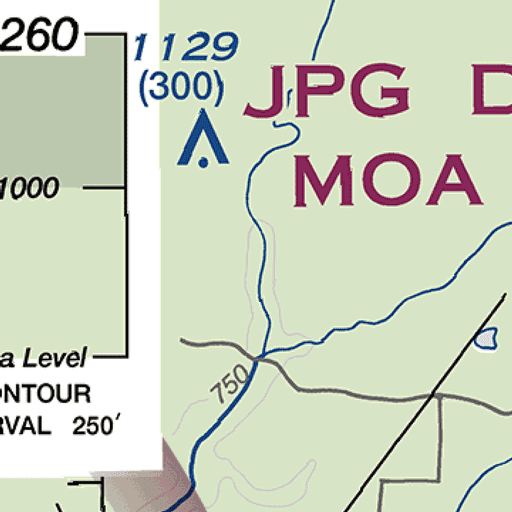 260
1129
(300)
JPG D
MOA
1000
a Level
ONTOUR
RVAL 250′
750